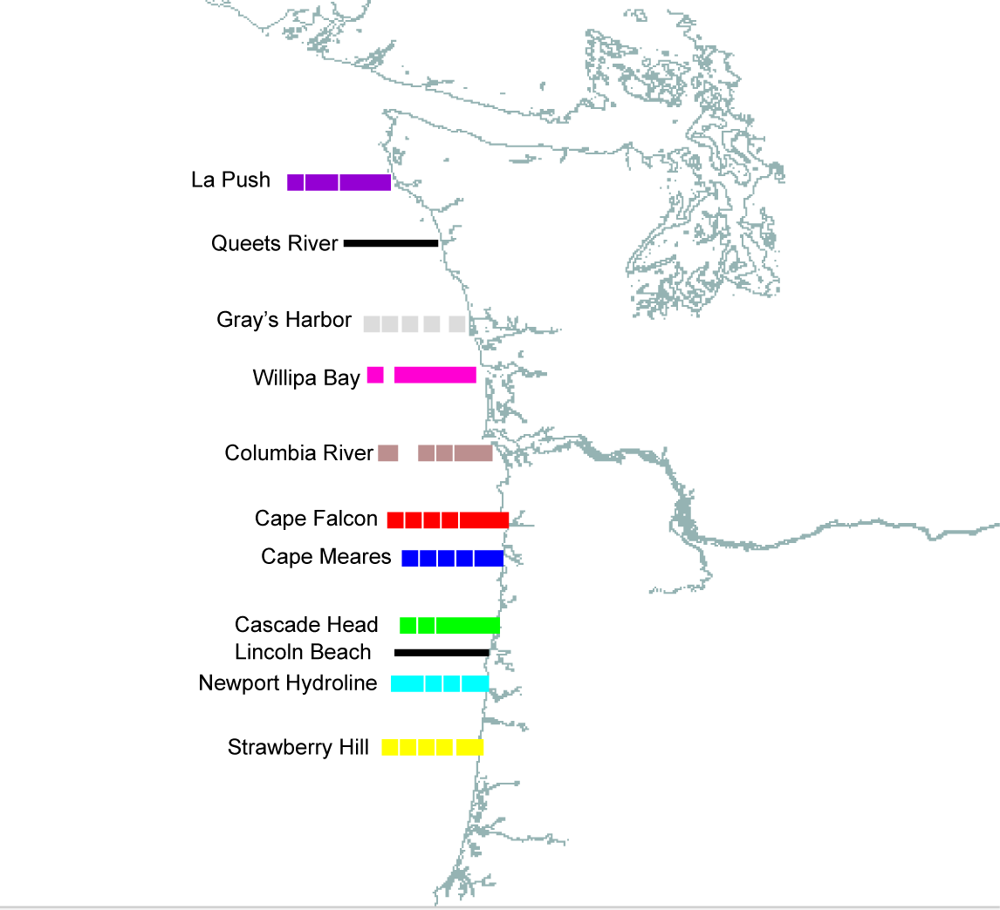 La Push
Queets River
Gray’s Harbor
Willipa Bay
Columbia River
Cape Falcon
Cape Meares
Cascade Head
Lincoln Beach
Newport Hydroline
Strawberry Hill